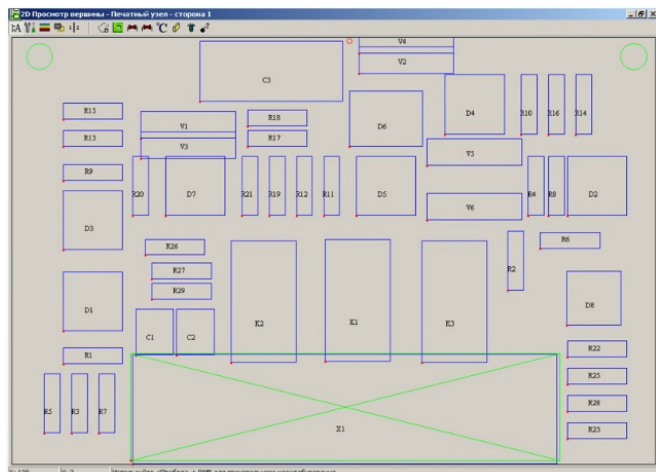 2D Просмотр вершины - Печатный узел - сторона 1
V4
C3
V2
D4
R15
R18
R10
R16
R14
V1
D6
R13
R17
V3
V5
R9
R20
D7
R21
R19
R12
R11
D5
R4
R8
D2
V6
D3
R26
R6
R27
R2
R29
D1
D8
C1
C2
K2
K1
K3
R1
R22
R25
R5
R3
R7
R28
X1
R23